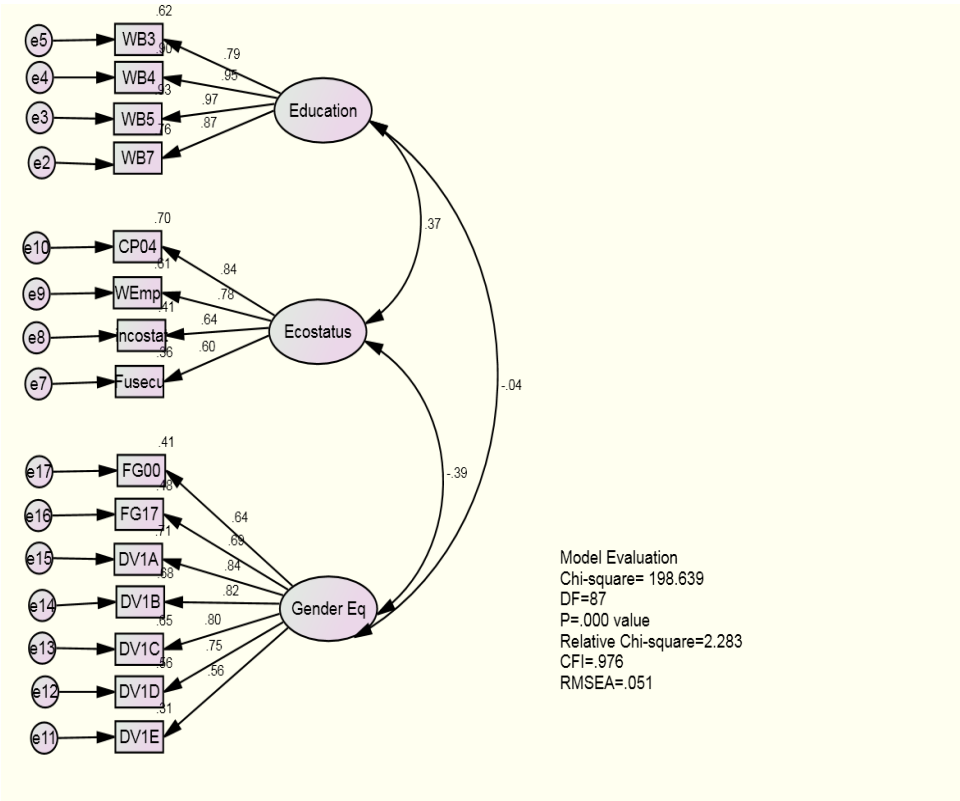 .62
e5 WB3 .79
.90
e4 WB4 .95
.93
e3 WB5 .97
.76
e2 WB7 .87
Education
.37
.70
e10 CP04 .84
.61
e9 WEmp .78
.41
e8 incostat .64
.36
e7 Fusecu .60
Ecostatus
-.04
-.39
.41
e17 FG00 .64
.48
e16 FG17 .69
.71
e15 DV1A .84
.68
e14 DV1B .82
.65
e13 DV1C .80
.56
e12 DV1D .75
.31
e11 DV1E .56
Gender Eq
Model Evaluation
Chi-square= 198.639
DF=87
P=.000 value
Relative Chi-square=2.283
CFI=.976
RMSEA=.051